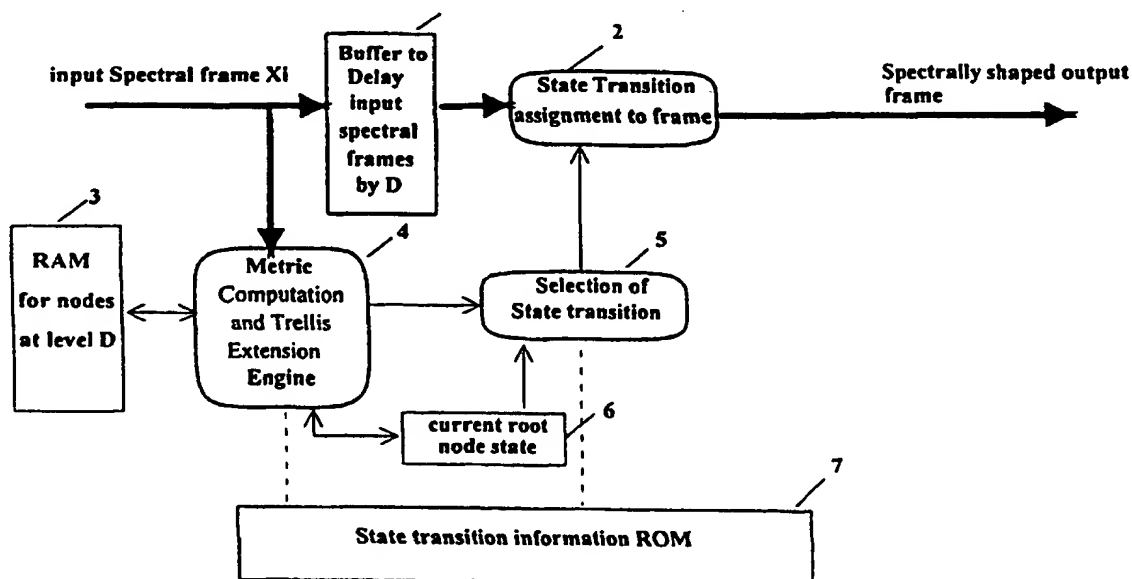 input Spectral frame Xi
Buffer to
Delay
input
spectral
frames
by D
2
State Transition
assignment to frame
Spectrally shaped output
frame
3
RAM
for nodes
at level D
4
Metric
Computation
and Trellis
Extension
Engine
5
Selection of
State transition
current root
node state
6
7
State transition information ROM